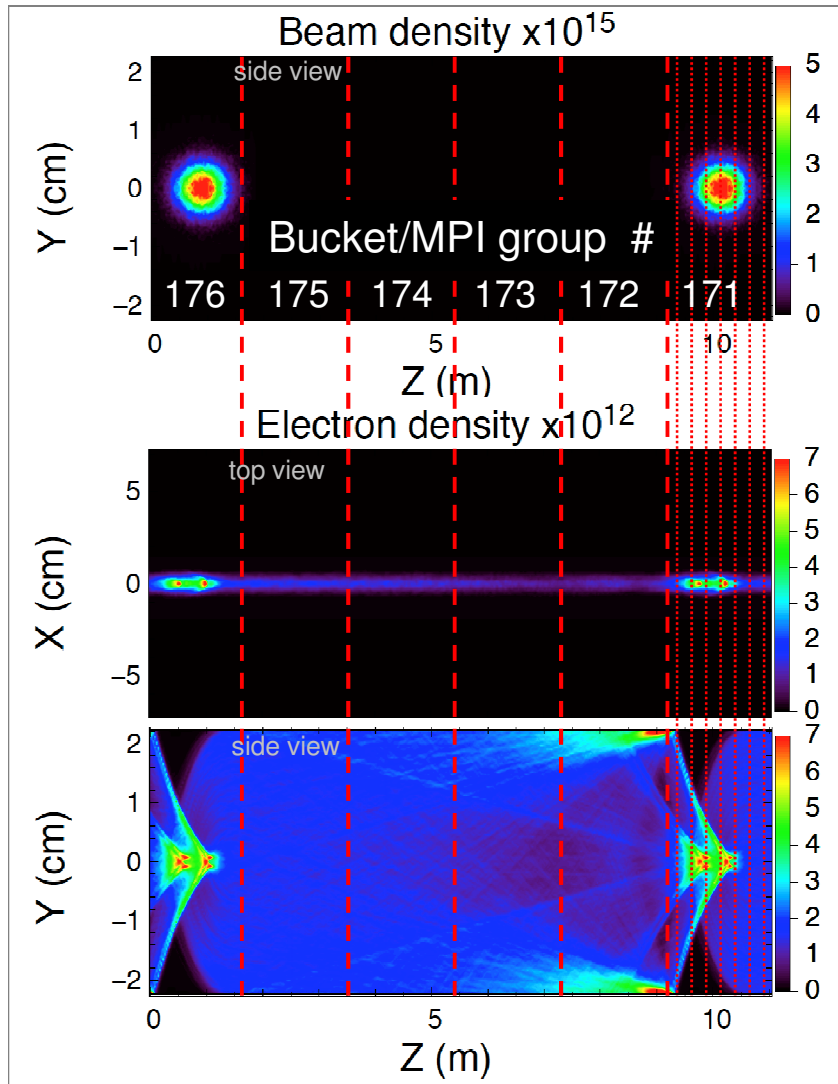 Beam density x10¹⁵
side view
Y (cm)
2
1
0
−1
−2
Bucket/MPI group #
176 175 174 173 172 171
0 5 10
Z (m)
5
4
3
2
1
0
Electron density x10¹²
top view
X (cm)
5
0
−5
7
6
5
4
3
2
1
0
side view
Y (cm)
2
1
0
−1
−2
0 5 10
Z (m)
7
6
5
4
3
2
1
0